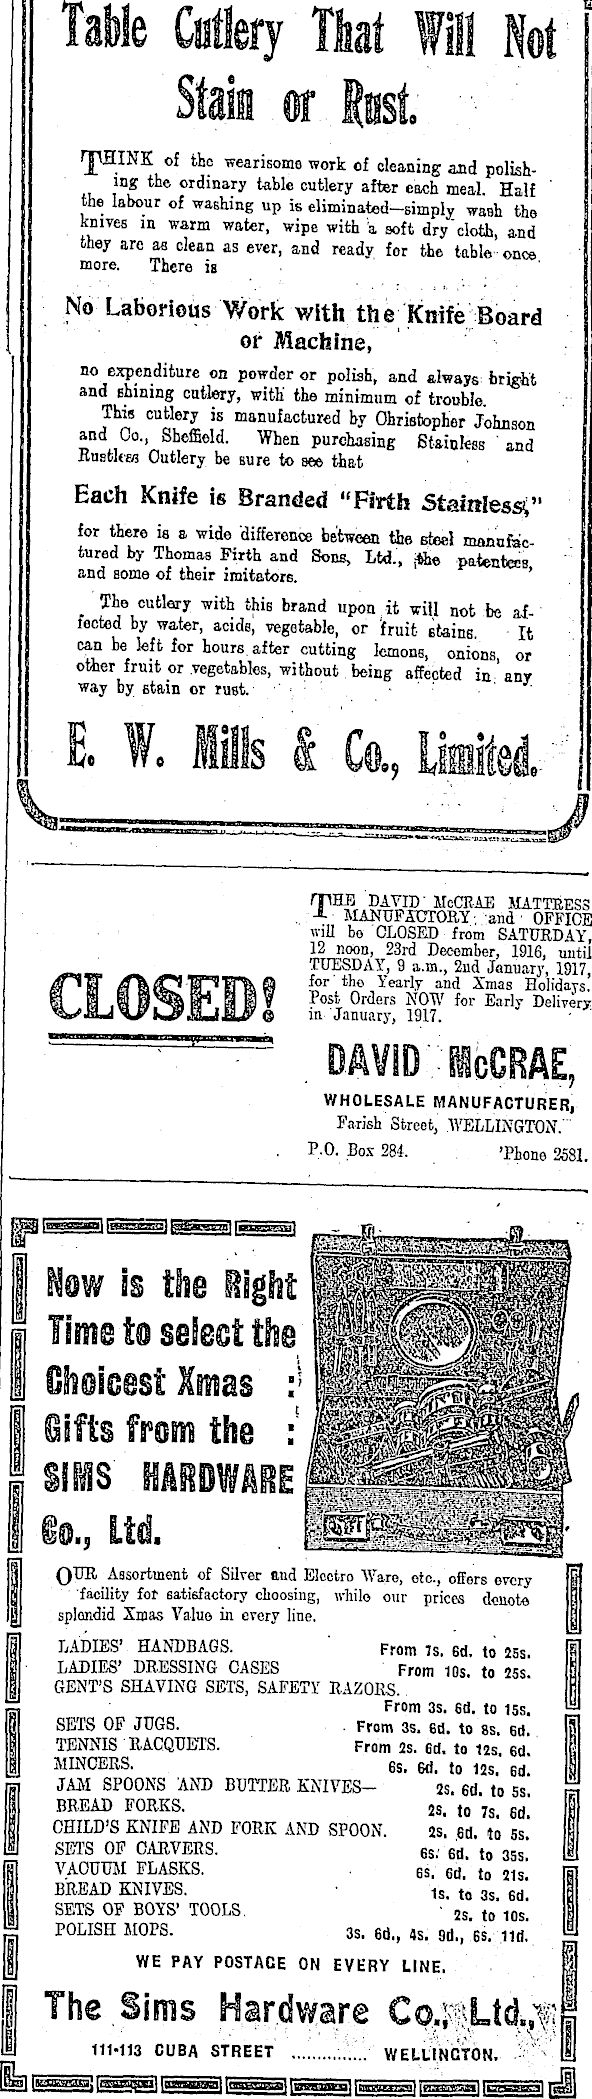 Table Cutlery That Will Not
Stain or Rust.
THINK of the wearisome work of cleaning and polish-
ing the ordinary table cutlery after each meal. Half
the labour of washing up is eliminated—simply wash the
knives in warm water, wipe with a soft dry cloth, and
they are as clean as ever, and ready for the table once
more. There is
No Laborious Work with the Knife Board
or Machine,
no expenditure on powder or polish, and always bright
and shining cutlery, with the minimum of trouble.
This cutlery is manufactured by Christopher Johnson
and Co., Sheffield. When purchasing Stainless and
Rustless Cutlery be sure to see that
Each Knife is Branded "Firth Stainless,"
for there is a wide difference between the steel manufac-
tured by Thomas Firth and Sons, Ltd., the patentees,
and some of their imitators.
The cutlery with this brand upon it will not be af-
fected by water, acids, vegetable, or fruit stains. It
can be left for hours after cutting lemons, onions, or
other fruit or vegetables, without being affected in any
way by stain or rust.
E. W. Mills & Co., Limited.
CLOSED!
THE DAVID McCRAE MATTRESS
MANUFACTORY and OFFICE
will be CLOSED from SATURDAY,
12 noon, 23rd December, 1916, until
TUESDAY, 9 a.m., 2nd January, 1917,
for the Yearly and Xmas Holidays.
Post Orders NOW for Early Delivery
in January, 1917.
DAVID McCRAE,
WHOLESALE MANUFACTURER,
Farish Street, WELLINGTON.
P.O. Box 284. 'Phone 2581.
Now is the Right
Time to select the
Choicest Xmas :
Gifts from the :
SIMS HARDWARE
Co., Ltd.
OUR Assortment of Silver and Electro Ware, etc., offers every
facility for satisfactory choosing, while our prices denote
splendid Xmas Value in every line.
LADIES' HANDBAGS. From 7s. 6d. to 25s.
LADIES' DRESSING CASES From 10s. to 25s.
GENT'S SHAVING SETS, SAFETY RAZORS.
From 3s. 6d. to 15s.
SETS OF JUGS. From 3s. 6d. to 8s. 6d.
TENNIS RACQUETS. From 2s. 6d. to 12s. 6d.
MINCERS. 6s. 6d. to 12s. 6d.
JAM SPOONS AND BUTTER KNIVES— 2s. 6d. to 5s.
BREAD FORKS. 2s. to 7s. 6d.
CHILD'S KNIFE AND FORK AND SPOON. 2s. 6d. to 5s.
SETS OF CARVERS. 6s. 6d. to 35s.
VACUUM FLASKS. 6s. 6d. to 21s.
BREAD KNIVES. 1s. to 3s. 6d.
SETS OF BOYS' TOOLS. 2s. to 10s.
POLISH MOPS. 3s. 6d., 4s. 9d., 6s. 11d.
WE PAY POSTAGE ON EVERY LINE.
The Sims Hardware Co., Ltd.,
111-113 CUBA STREET .............. WELLINGTON.